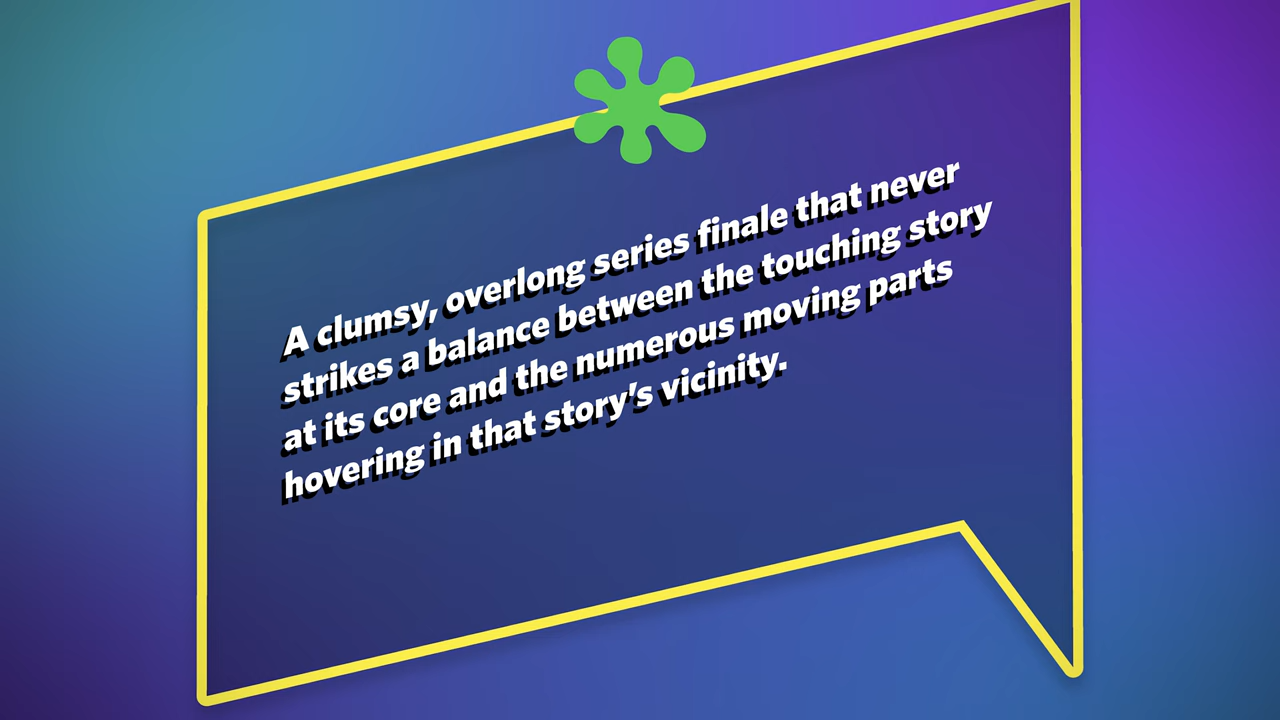 A clumsy, overlong series finale that never
strikes a balance between the touching story
at its core and the numerous moving parts
hovering in that story's vicinity.